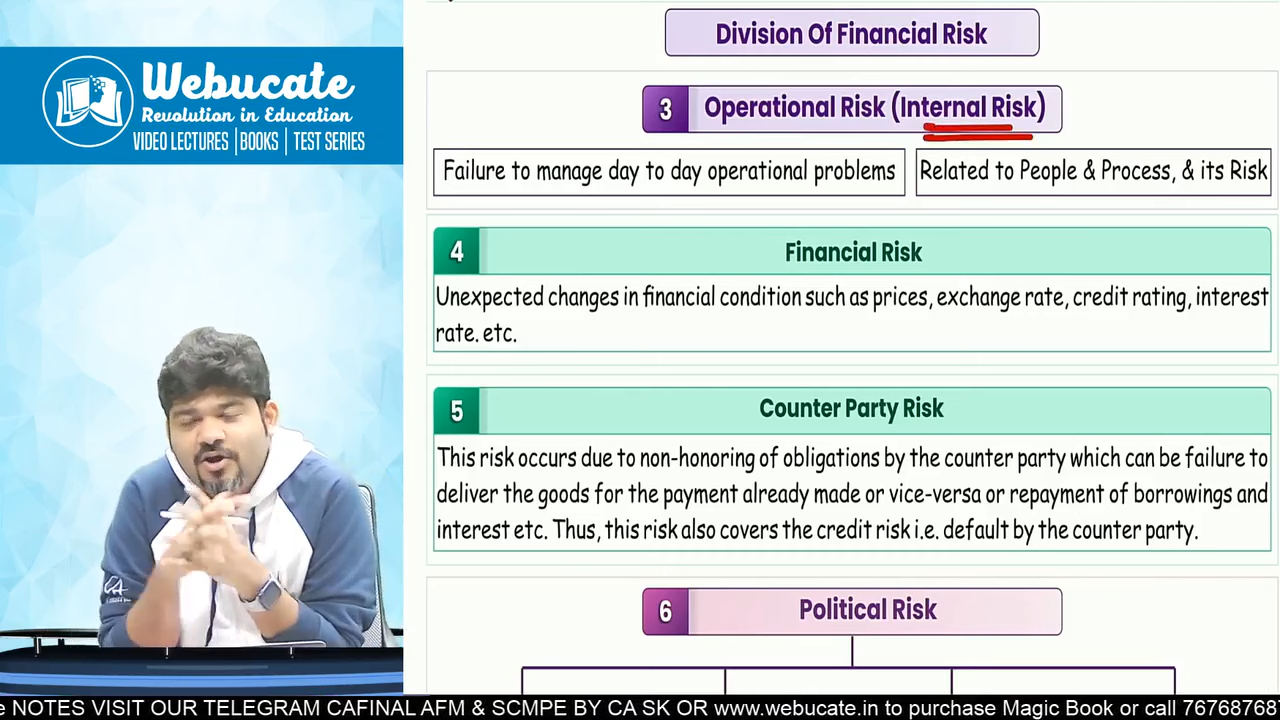 Webucate
Revolution in Education
VIDEO LECTURES | BOOKS | TEST SERIES
Division Of Financial Risk
3 Operational Risk (Internal Risk)
Failure to manage day to day operational problems
Related to People & Process, & its Risk
4 Financial Risk
Unexpected changes in financial condition such as prices, exchange rate, credit rating, interest
rate. etc.
5 Counter Party Risk
This risk occurs due to non-honoring of obligations by the counter party which can be failure to
deliver the goods for the payment already made or vice-versa or repayment of borrowings and
interest etc. Thus, this risk also covers the credit risk i.e. default by the counter party.
6 Political Risk
NOTES VISIT OUR TELEGRAM CAFINAL AFM & SCMPE BY CA SK OR www.webucate.in to purchase Magic Book or call 76768768